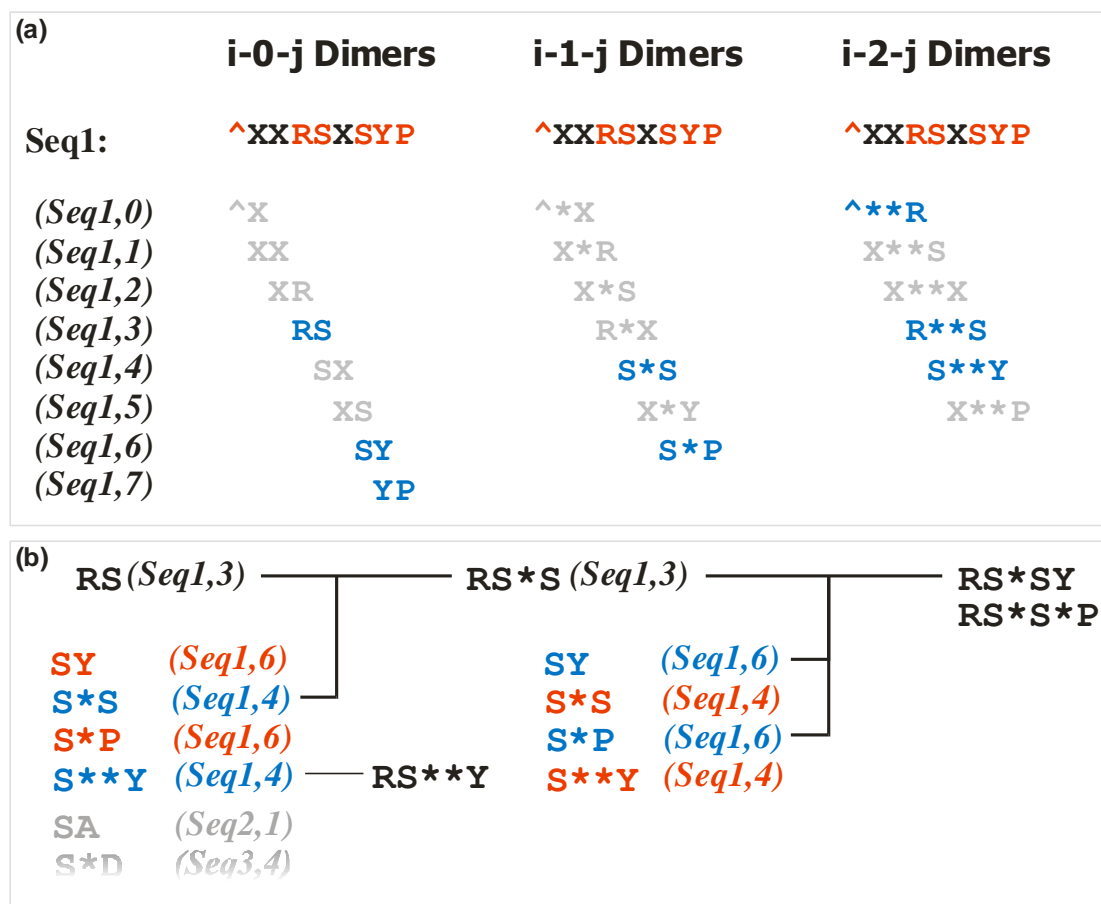 (a)
i-0-j Dimers i-1-j Dimers i-2-j Dimers
Seq1: ^XXRSXSYP ^XXRSXSYP ^XXRSXSYP
(Seq1,0) ^X ^*X ^**R
(Seq1,1) XX X*R X**S
(Seq1,2) XR X*S X**X
(Seq1,3) RS R*X R**S
(Seq1,4) SX S*S S**Y
(Seq1,5) XS X*Y X**P
(Seq1,6) SY S*P
(Seq1,7) YP
(b)
RS (Seq1,3) RS*S (Seq1,3) RS*SY
RS*S*P
SY (Seq1,6) SY (Seq1,6)
S*S (Seq1,4) S*S (Seq1,4)
S*P (Seq1,6) S*P (Seq1,6)
S**Y (Seq1,4) RS**Y S**Y (Seq1,4)
SA (Seq2,1)
S*D (Seq3,4)